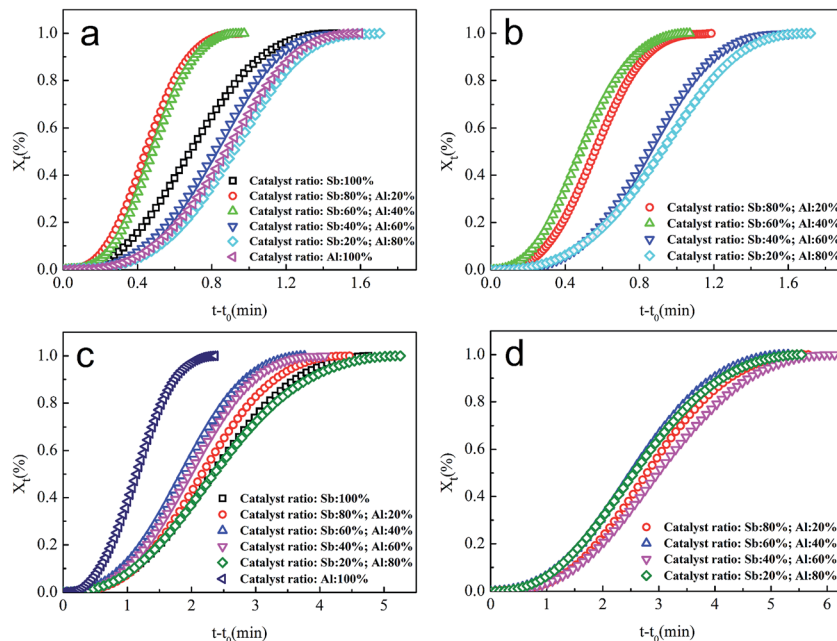 a
1.0
0.8
0.6
0.4
0.2
0.0
X_t(%)
Catalyst ratio: Sb:100%
Catalyst ratio: Sb:80%; Al:20%
Catalyst ratio: Sb:60%; Al:40%
Catalyst ratio: Sb:40%; Al:60%
Catalyst ratio: Sb:20%; Al:80%
Catalyst ratio: Al:100%
0.0 0.4 0.8 1.2 1.6
t-t_0(min)
b
1.0
0.8
0.6
0.4
0.2
0.0
X_t(%)
Catalyst ratio: Sb:80%; Al:20%
Catalyst ratio: Sb:60%; Al:40%
Catalyst ratio: Sb:40%; Al:60%
Catalyst ratio: Sb:20%; Al:80%
0.0 0.4 0.8 1.2 1.6
t-t_0(min)
c
1.0
0.8
0.6
0.4
0.2
0.0
X_t(%)
Catalyst ratio: Sb:100%
Catalyst ratio: Sb:80%; Al:20%
Catalyst ratio: Sb:60%; Al:40%
Catalyst ratio: Sb:40%; Al:60%
Catalyst ratio: Sb:20%; Al:80%
Catalyst ratio: Al:100%
0 1 2 3 4 5
t-t_0(min)
d
1.0
0.8
0.6
0.4
0.2
0.0
X_t(%)
Catalyst ratio: Sb:80%; Al:20%
Catalyst ratio: Sb:60%; Al:40%
Catalyst ratio: Sb:40%; Al:60%
Catalyst ratio: Sb:20%; Al:80%
0 1 2 3 4 5 6
t-t_0(min)